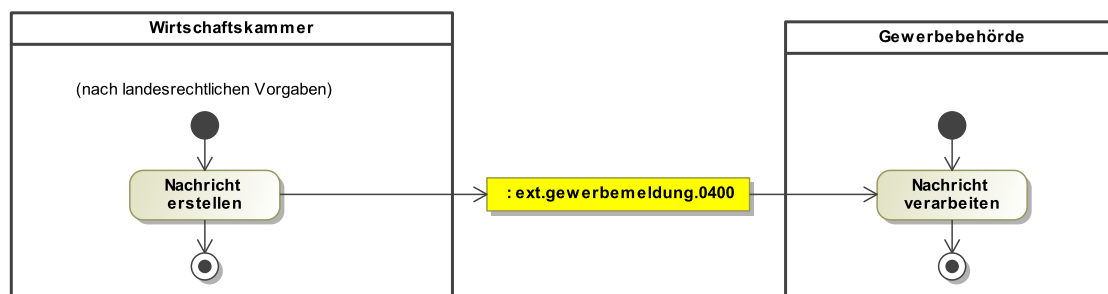 Wirtschaftskammer
Gewerbebehörde
(nach landesrechtlichen Vorgaben)
Nachricht
erstellen
: ext.gewerbemeldung.0400
Nachricht
verarbeiten